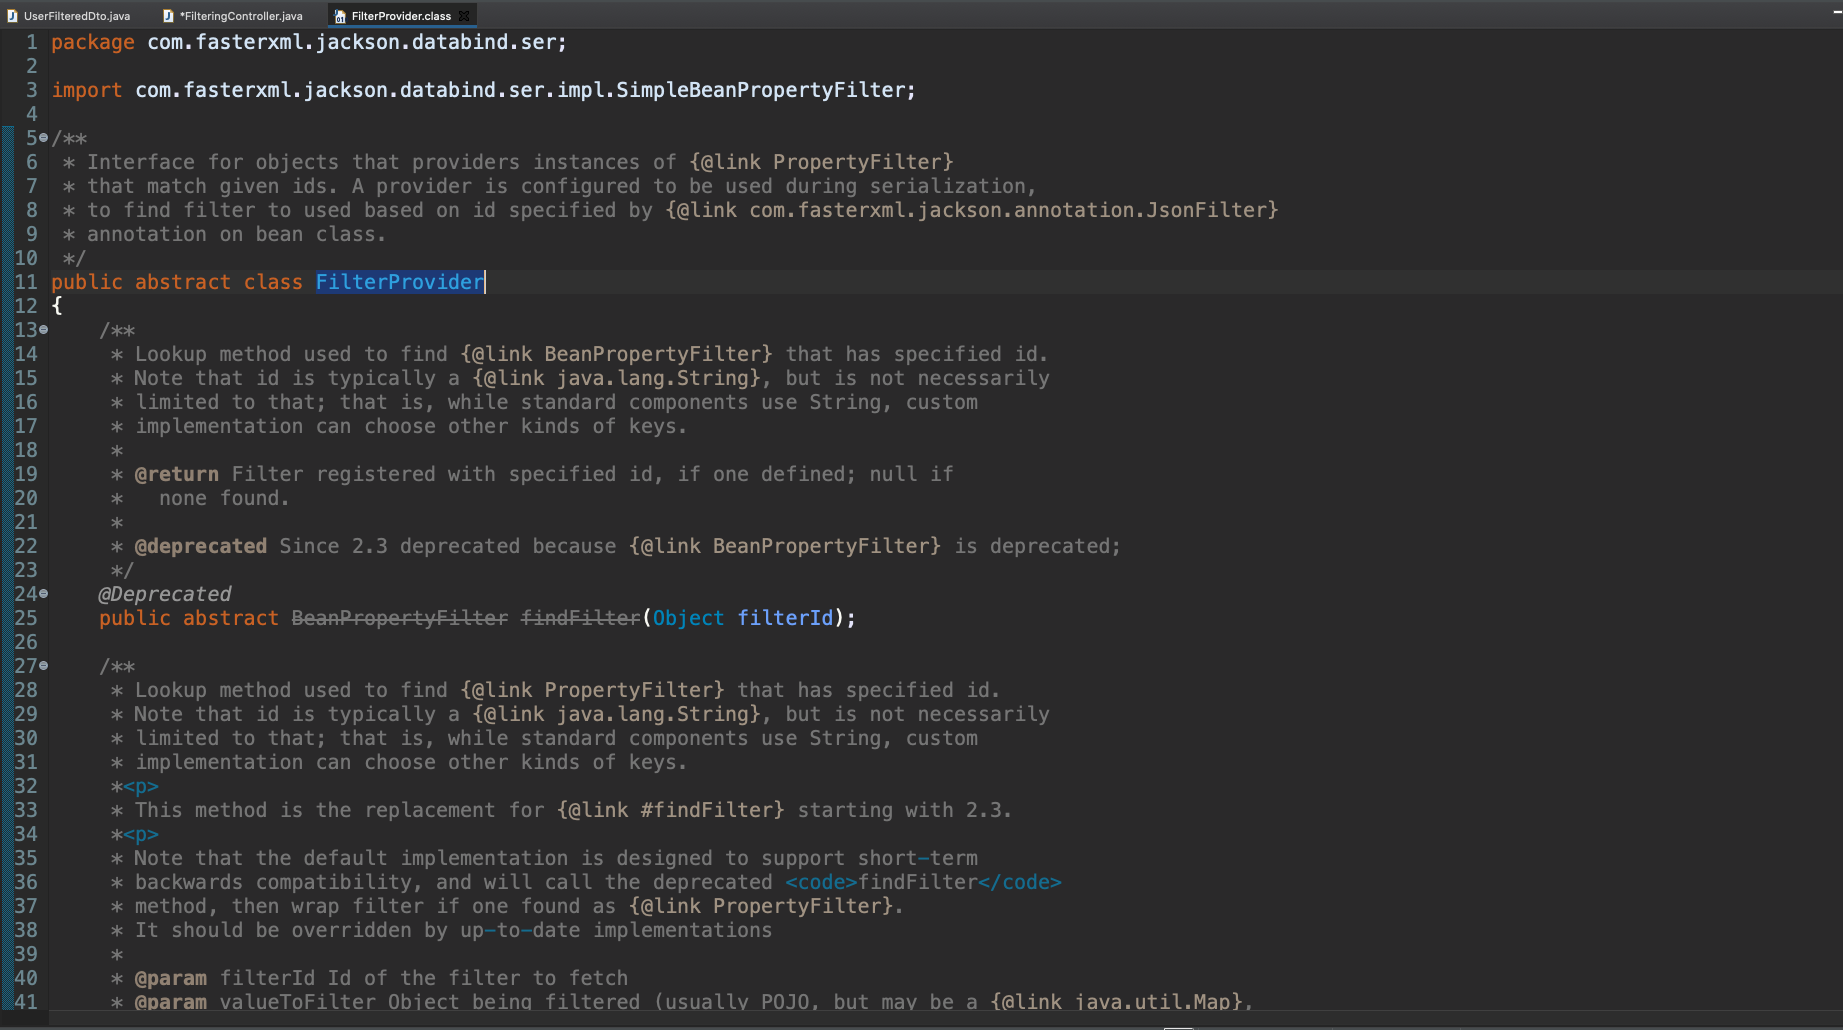 UserFilteredDto.java *FilteringController.java FilterProvider.class
1 package com.fasterxml.jackson.databind.ser;
2
3 import com.fasterxml.jackson.databind.ser.impl.SimpleBeanPropertyFilter;
4
5 /**
6 * Interface for objects that providers instances of {@link PropertyFilter}
7 * that match given ids. A provider is configured to be used during serialization,
8 * to find filter to used based on id specified by {@link com.fasterxml.jackson.annotation.JsonFilter}
9 * annotation on bean class.
10 */
11 public abstract class FilterProvider
12 {
13 /**
14 * Lookup method used to find {@link BeanPropertyFilter} that has specified id.
15 * Note that id is typically a {@link java.lang.String}, but is not necessarily
16 * limited to that; that is, while standard components use String, custom
17 * implementation can choose other kinds of keys.
18 *
19 * @return Filter registered with specified id, if one defined; null if
20 * none found.
21 *
22 * @deprecated Since 2.3 deprecated because {@link BeanPropertyFilter} is deprecated;
23 */
24 @Deprecated
25 public abstract BeanPropertyFilter findFilter(Object filterId);
26
27 /**
28 * Lookup method used to find {@link PropertyFilter} that has specified id.
29 * Note that id is typically a {@link java.lang.String}, but is not necessarily
30 * limited to that; that is, while standard components use String, custom
31 * implementation can choose other kinds of keys.
32 *<p>
33 * This method is the replacement for {@link #findFilter} starting with 2.3.
34 *<p>
35 * Note that the default implementation is designed to support short-term
36 * backwards compatibility, and will call the deprecated <code>findFilter</code>
37 * method, then wrap filter if one found as {@link PropertyFilter}.
38 * It should be overridden by up-to-date implementations
39 *
40 * @param filterId Id of the filter to fetch
41 * @param valueToFilter Object being filtered (usually POJO, but may be a {@link java.util.Map},